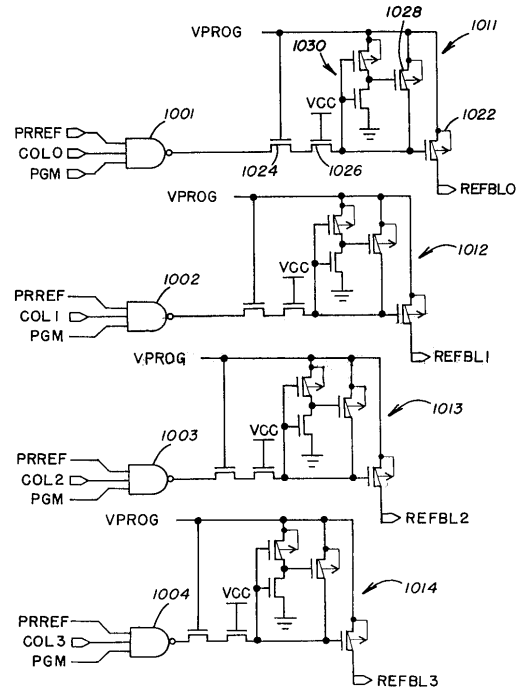 VPROG
1028
1030
1011
VCC
1001
PRREF
COL0
PGM
1022
1024
1026
REFBL0
VPROG
1002
VCC
1012
PRREF
COL1
PGM
REFBL1
VPROG
1003
VCC
1013
PRREF
COL2
PGM
REFBL2
VPROG
1004
VCC
1014
PRREF
COL3
PGM
REFBL3